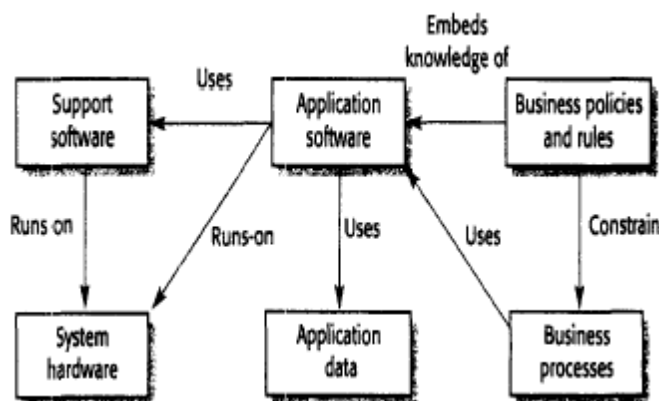 Embeds
knowledge of
Uses
Support
software
Application
software
Business policies
and rules
Runs on
Runs-on
Uses
Uses
Constrain
System
hardware
Application
data
Business
processes